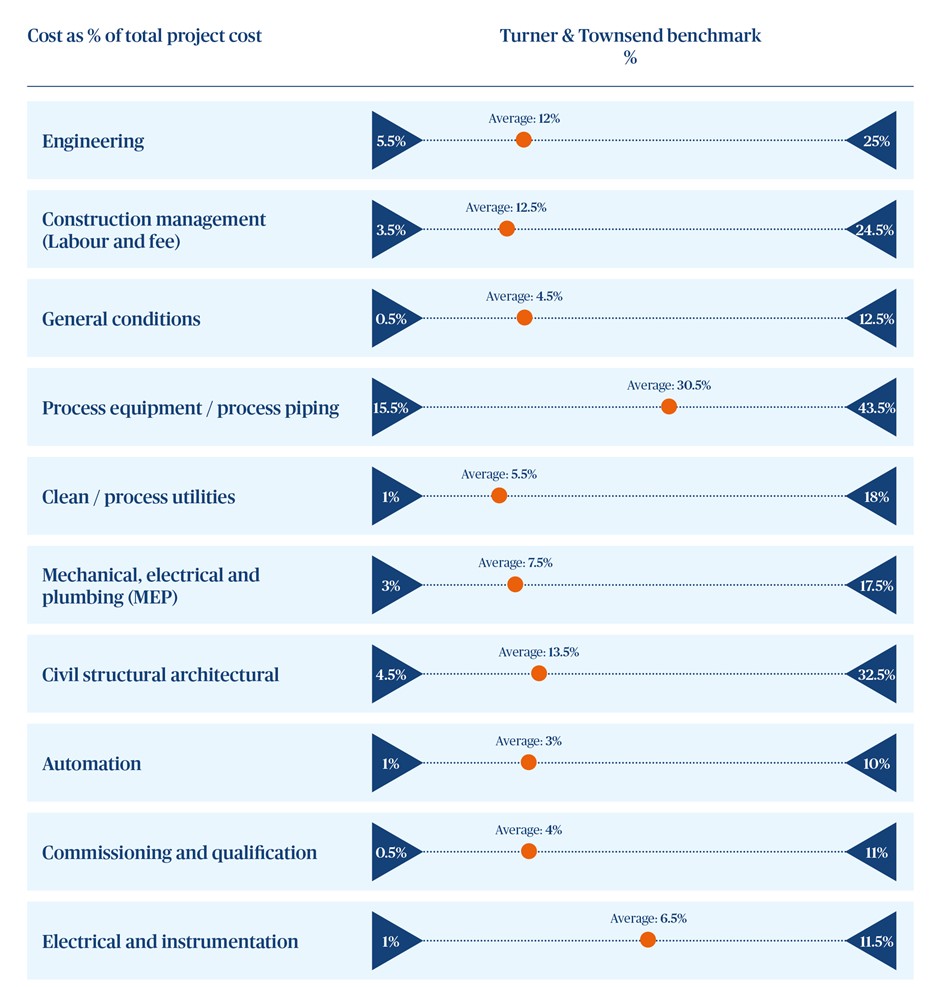 Cost as % of total project cost
Turner & Townsend benchmark
%
Engineering
5.5%
Average: 12%
25%
Construction management
(Labour and fee)
3.5%
Average: 12.5%
24.5%
General conditions
0.5%
Average: 4.5%
12.5%
Process equipment / process piping
15.5%
Average: 30.5%
43.5%
Clean / process utilities
1%
Average: 5.5%
18%
Mechanical, electrical and
plumbing (MEP)
3%
Average: 7.5%
17.5%
Civil structural architectural
4.5%
Average: 13.5%
32.5%
Automation
1%
Average: 3%
10%
Commissioning and qualification
0.5%
Average: 4%
11%
Electrical and instrumentation
1%
Average: 6.5%
11.5%